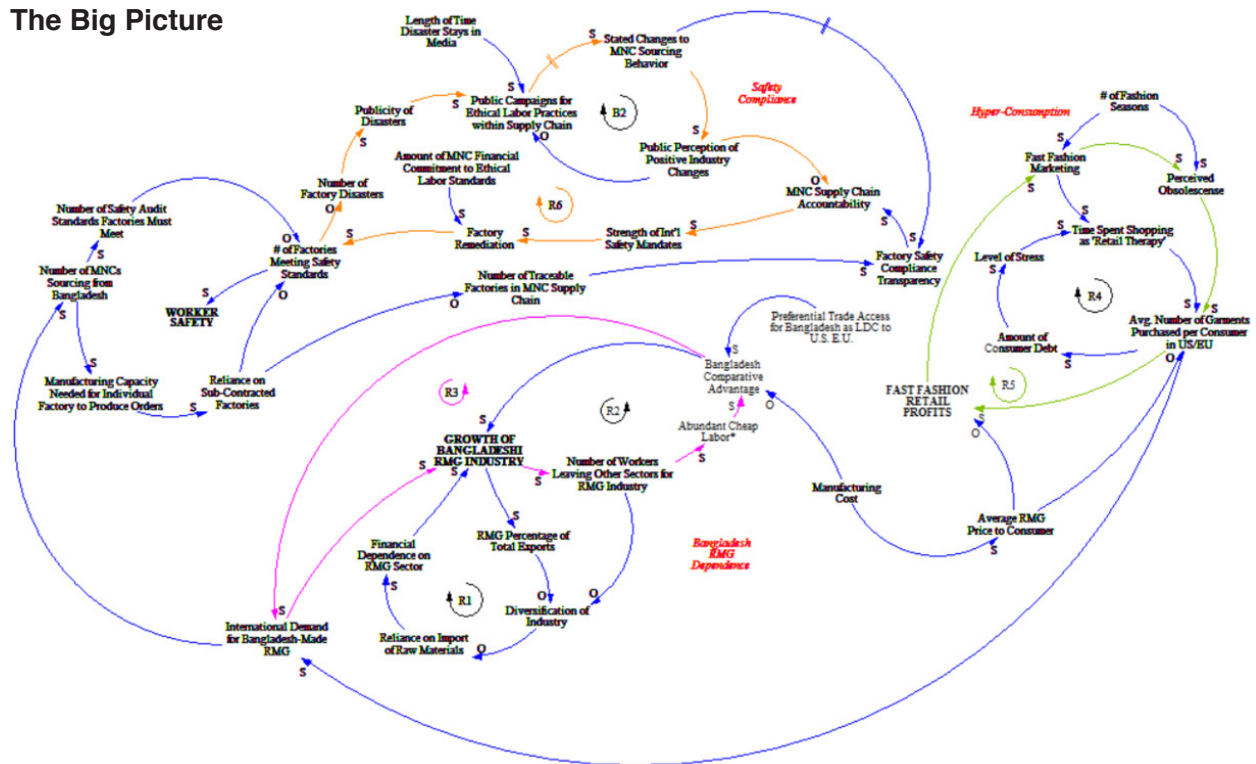 The Big Picture
Length of Time
Disaster Stays in
Media
S
Stated Changes to
MNC Sourcing
Behavior
S
Publicity of
Disasters
S
Public Campaigns for
Ethical Labor Practices
within Supply Chain
O
B2
Safety
Compliance
S
Public Perception of
Positive Industry
Changes
Hyper-Consumption
# of Fashion
Seasons
S
Fast Fashion
Marketing
S
S
S
Perceived
Obsolescense
S
Amount of MNC Financial
Commitment to Ethical
Labor Standards
S
Number of
Factory Disasters
O
R6
O
MNC Supply Chain
Accountability
S
S
Number of Safety Audit
Standards Factories Must
Meet
S
O
# of Factories
Meeting Safety
Standards
O
S
Factory
Remediation
S
Strength of Int'l
Safety Mandates
S
S
Time Spent Shopping
as 'Retail Therapy'
S
Level of Stress
S
Number of MNCs
Sourcing from
Bangladesh
S
S
WORKER
SAFETY
Number of Traceable
Factories in MNC Supply
Chain
O
Factory Safety
Compliance
Transparency
S
R4
S
S
Avg. Number of Garments
Purchased per Consumer
in US/EU
O
Amount of
Consumer Debt
S
Preferential Trade Access
for Bangladesh as LDC to
U.S. E.U.
S
Bangladesh
Comparative
Advantage
S
O
S
Manufacturing Capacity
Needed for Individual
Factory to Produce Orders
S
Reliance on
Sub-Contracted
Factories
R3
R2
R5
FAST FASHION
RETAIL
PROFITS
S
O
Abundant Cheap
Labor*
S
S
GROWTH OF
BANGLADESHI
RMG INDUSTRY
S
S
S
Number of Workers
Leaving Other Sectors for
RMG Industry
Manufacturing
Cost
Average RMG
Price to Consumer
S
S
RMG Percentage of
Total Exports
Financial
Dependence on
RMG Sector
S
Bangladesh
RMG
Dependence
R1
O
O
Diversification of
Industry
S
International Demand
for Bangladesh-Made
RMG
S
Reliance on Import
of Raw Materials
O